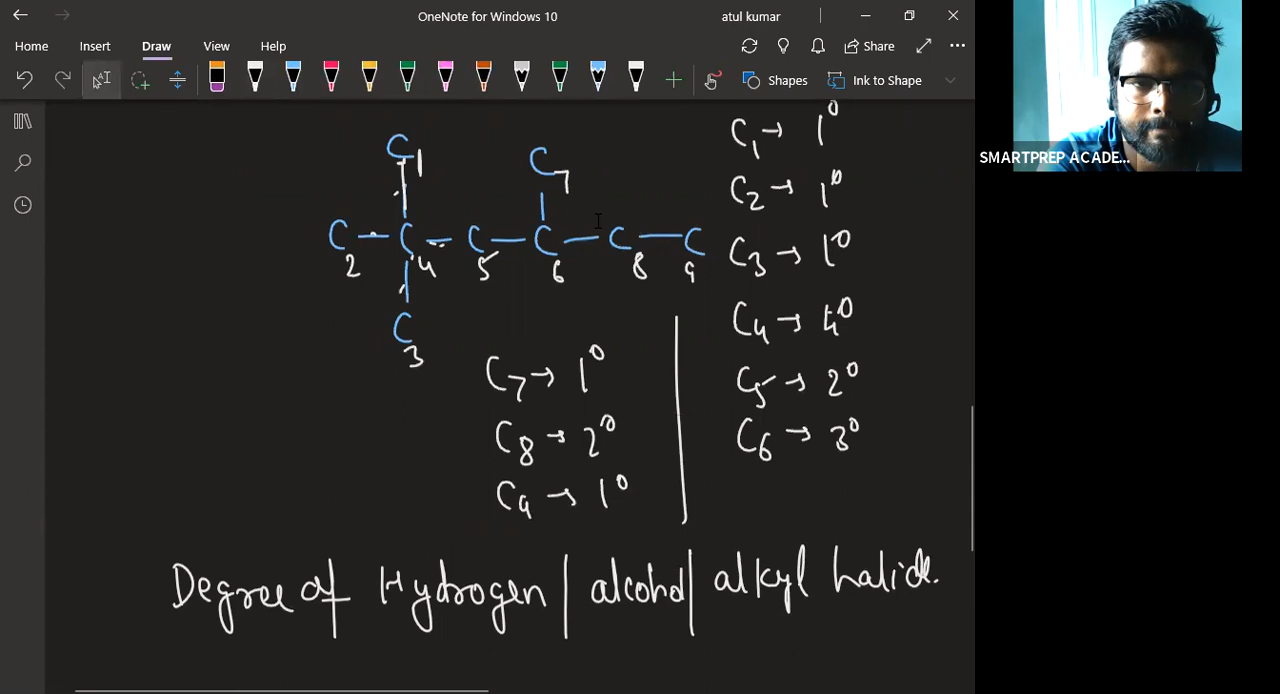 OneNote for Windows 10
atul kumar
Home Insert Draw View Help
Share
Shapes
Ink to Shape
SMARTPREP ACADE...
C1
C7
C2 — C4 — C5 — C6 — C8 — C9
C3
C1 → 1°
C2 → 1°
C3 → 1°
C4 → 4°
C5 → 2°
C6 → 3°
C7 → 1°
C8 → 2°
C9 → 1°
Degree of Hydrogen | alcohol | alkyl halide.